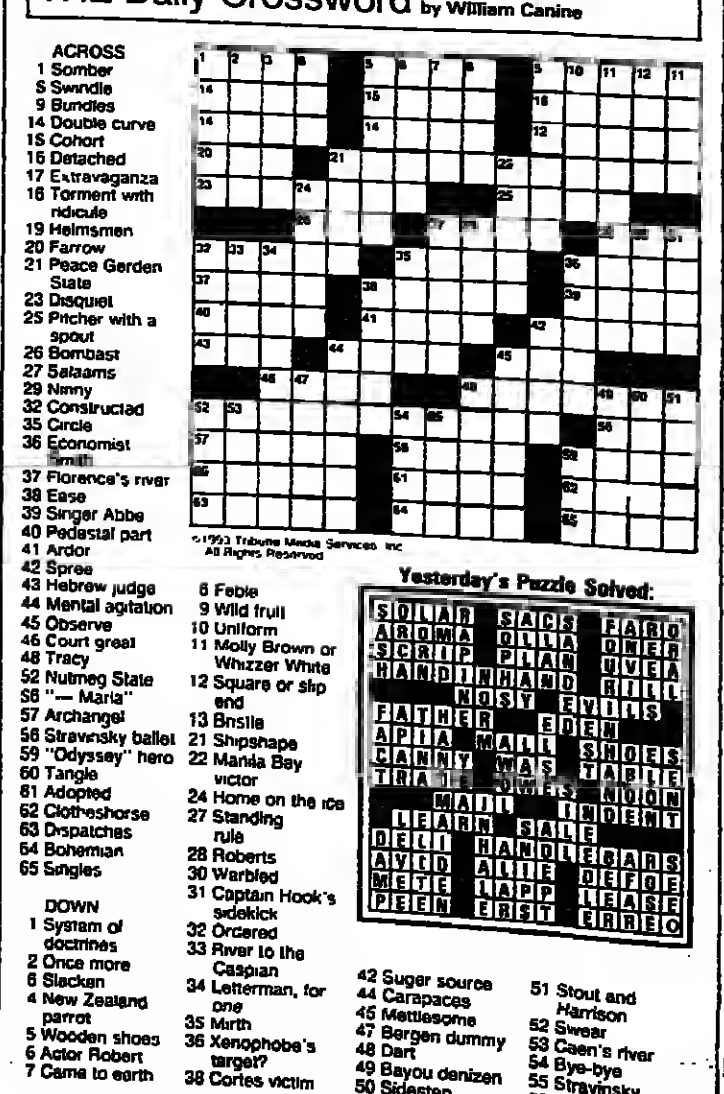 Daily Crossword by William Canine
ACROSS
1 Somber
5 Swindle
9 Bundles
14 Double curve
15 Cohort
16 Detached
17 Extravaganza
18 Torment with
ridicule
19 Helmsmen
20 Farrow
21 Peace Garden
State
23 Disquiet
25 Pitcher with a
spout
26 Bombast
27 Salaams
29 Ninny
32 Constructed
35 Circle
36 Economist
Smith
37 Florence's river
38 Ease
39 Singer Abbe
40 Pedestal part
41 Ardor
42 Spree
43 Hebrew judge
44 Mental agitation
45 Observe
46 Court great
48 Tracy
52 Nutmeg State
56 "— Maria"
57 Archangel
58 Stravinsky ballet
59 "Odyssey" hero
60 Tangle
61 Adopted
62 Clotheshorse
63 Dispatches
64 Bohemian
65 Singles
DOWN
1 System of
doctrines
2 Once more
6 Slacken
4 New Zealand
parrot
5 Wooden shoes
6 Actor Robert
7 Came to earth
©1993 Tribune Media Services Inc
All Rights Reserved
8 Feble
9 Wild fruit
10 Uniform
11 Molly Brown or
Whizzer White
12 Square or slip
end
13 Bristle
21 Shipshape
22 Manila Bay
victor
24 Home on the ice
27 Standing
rule
28 Roberts
30 Warbled
31 Captain Hook's
sidekick
32 Ordered
33 River to the
Caspian
34 Letterman, for
one
35 Mirth
36 Xenophobe's
target?
38 Cortes victim
Yesterday's Puzzle Solved:
SOLAR SACS FARO
AROMA OLLA ONER
SCRIP PLAN UVEA
HANDINHAND RILL
NOSY EVILS
FATHER EDEN
APIA MALL SHOES
CANNY WAS TABLE
TRADE OWES NOON
MAIL INDENT
LEARN SALE
DELI HANDLEBARS
AVID ALIE DEFOE
METE LAPP LEASE
PEEN ERST ERRED
42 Sugar source
44 Carapaces
45 Mettlesome
47 Bergen dummy
48 Dart
49 Bayou denizen
50 Sidestep
51 Stout and
Harrison
52 Swear
53 Caen's river
54 Bye-bye
55 Stravinsky